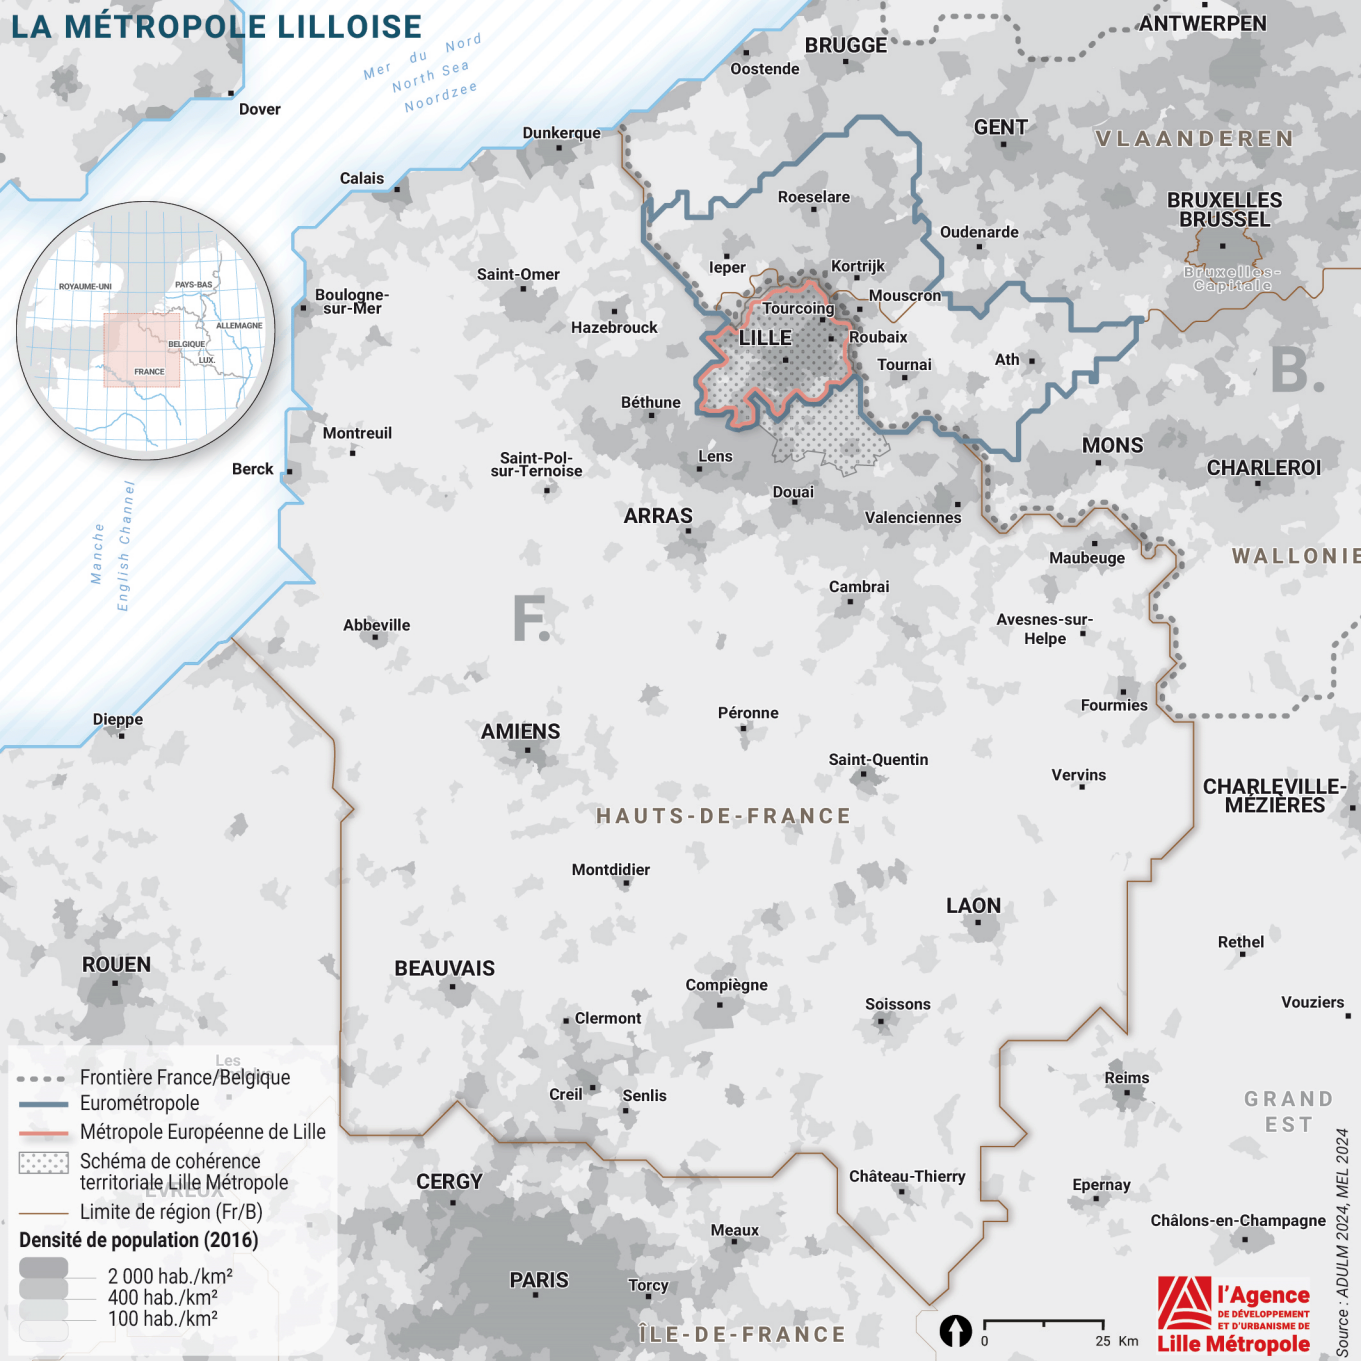 LA MÉTROPOLE LILLOISE
Mer du Nord
North Sea
Noordzee
ANTWERPEN
BRUGGE
Oostende
Dover
Dunkerque
GENT
VLAANDEREN
Calais
Roeselare
BRUXELLES
BRUSSEL
Bruxelles-
Capitale
Oudenarde
Ieper
Kortrijk
Saint-Omer
ROYAUME-UNI
PAYS-BAS
ALLEMAGNE
BELGIQUE
LUX.
FRANCE
Boulogne-
sur-Mer
Mouscron
Tourcoing
Hazebrouck
LILLE
Roubaix
Tournai
Ath
B.
Béthune
Montreuil
MONS
Berck
Saint-Pol-
sur-Ternoise
Lens
CHARLEROI
Douai
ARRAS
Valenciennes
Manche
English Channel
Maubeuge
WALLONIE
Cambrai
F.
Abbeville
Avesnes-sur-
Helpe
Fourmies
Dieppe
Péronne
AMIENS
Saint-Quentin
Vervins
CHARLEVILLE-
MÉZIÈRES
HAUTS-DE-FRANCE
Montdidier
LAON
Rethel
ROUEN
BEAUVAIS
Compiègne
Soissons
Vouziers
Clermont
Reims
Creil
Senlis
GRAND
EST
Les
Frontière France/Belgique
Eurométropole
Métropole Européenne de Lille
Schéma de cohérence
territoriale Lille Métropole
ÉVREUX
Limite de région (Fr/B)
Densité de population (2016)
2 000 hab./km²
400 hab./km²
100 hab./km²
CERGY
Château-Thierry
Epernay
Châlons-en-Champagne
Meaux
PARIS
Torcy
ÎLE-DE-FRANCE
0
25 Km
l'Agence
DE DÉVELOPPEMENT
ET D'URBANISME DE
Lille Métropole
Source : ADULM 2024, MEL 2024